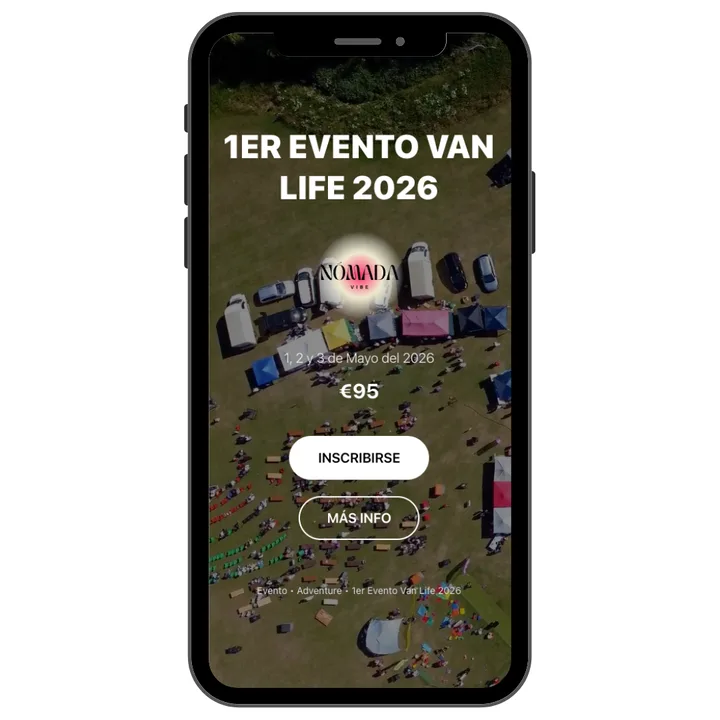 1ER EVENTO VAN
LIFE 2026
NÓMADA
VIBE
1, 2 y 3 de Mayo del 2026
€95
INSCRIBIRSE
MÁS INFO
Evento • Adventure • 1er Evento Van Life 2026